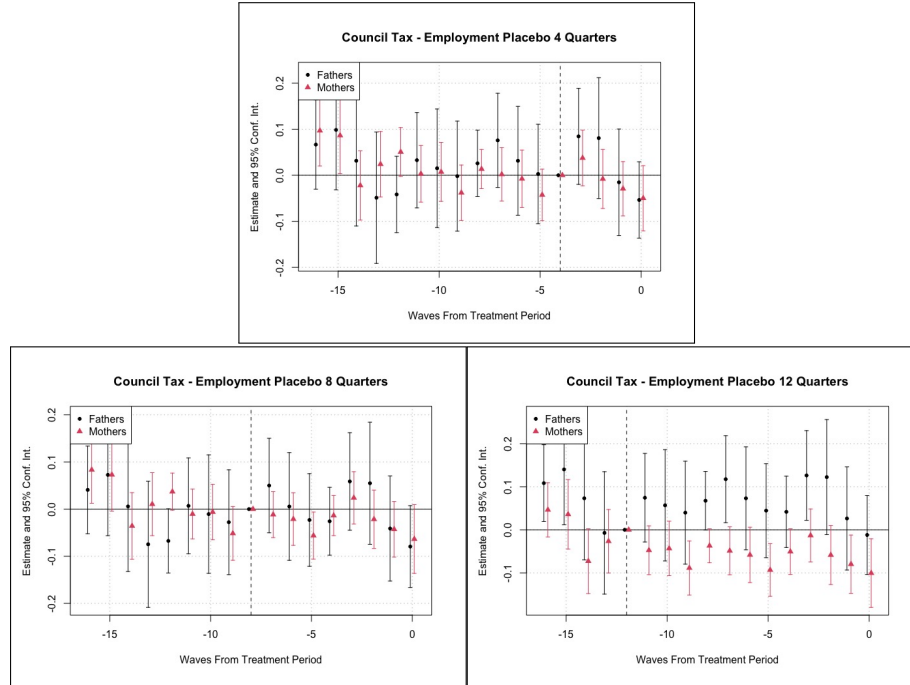 Council Tax - Employment Placebo 4 Quarters
Fathers
Mothers
Estimate and 95% Conf. Int.
0.2
0.1
0.0
-0.1
-0.2
-15
-10
-5
0
Waves From Treatment Period
Council Tax - Employment Placebo 8 Quarters
Fathers
Mothers
Estimate and 95% Conf. Int.
0.2
0.1
0.0
-0.1
-0.2
-15
-10
-5
0
Waves From Treatment Period
Council Tax - Employment Placebo 12 Quarters
Fathers
Mothers
Estimate and 95% Conf. Int.
0.2
0.1
0.0
-0.1
-15
-10
-5
0
Waves From Treatment Period